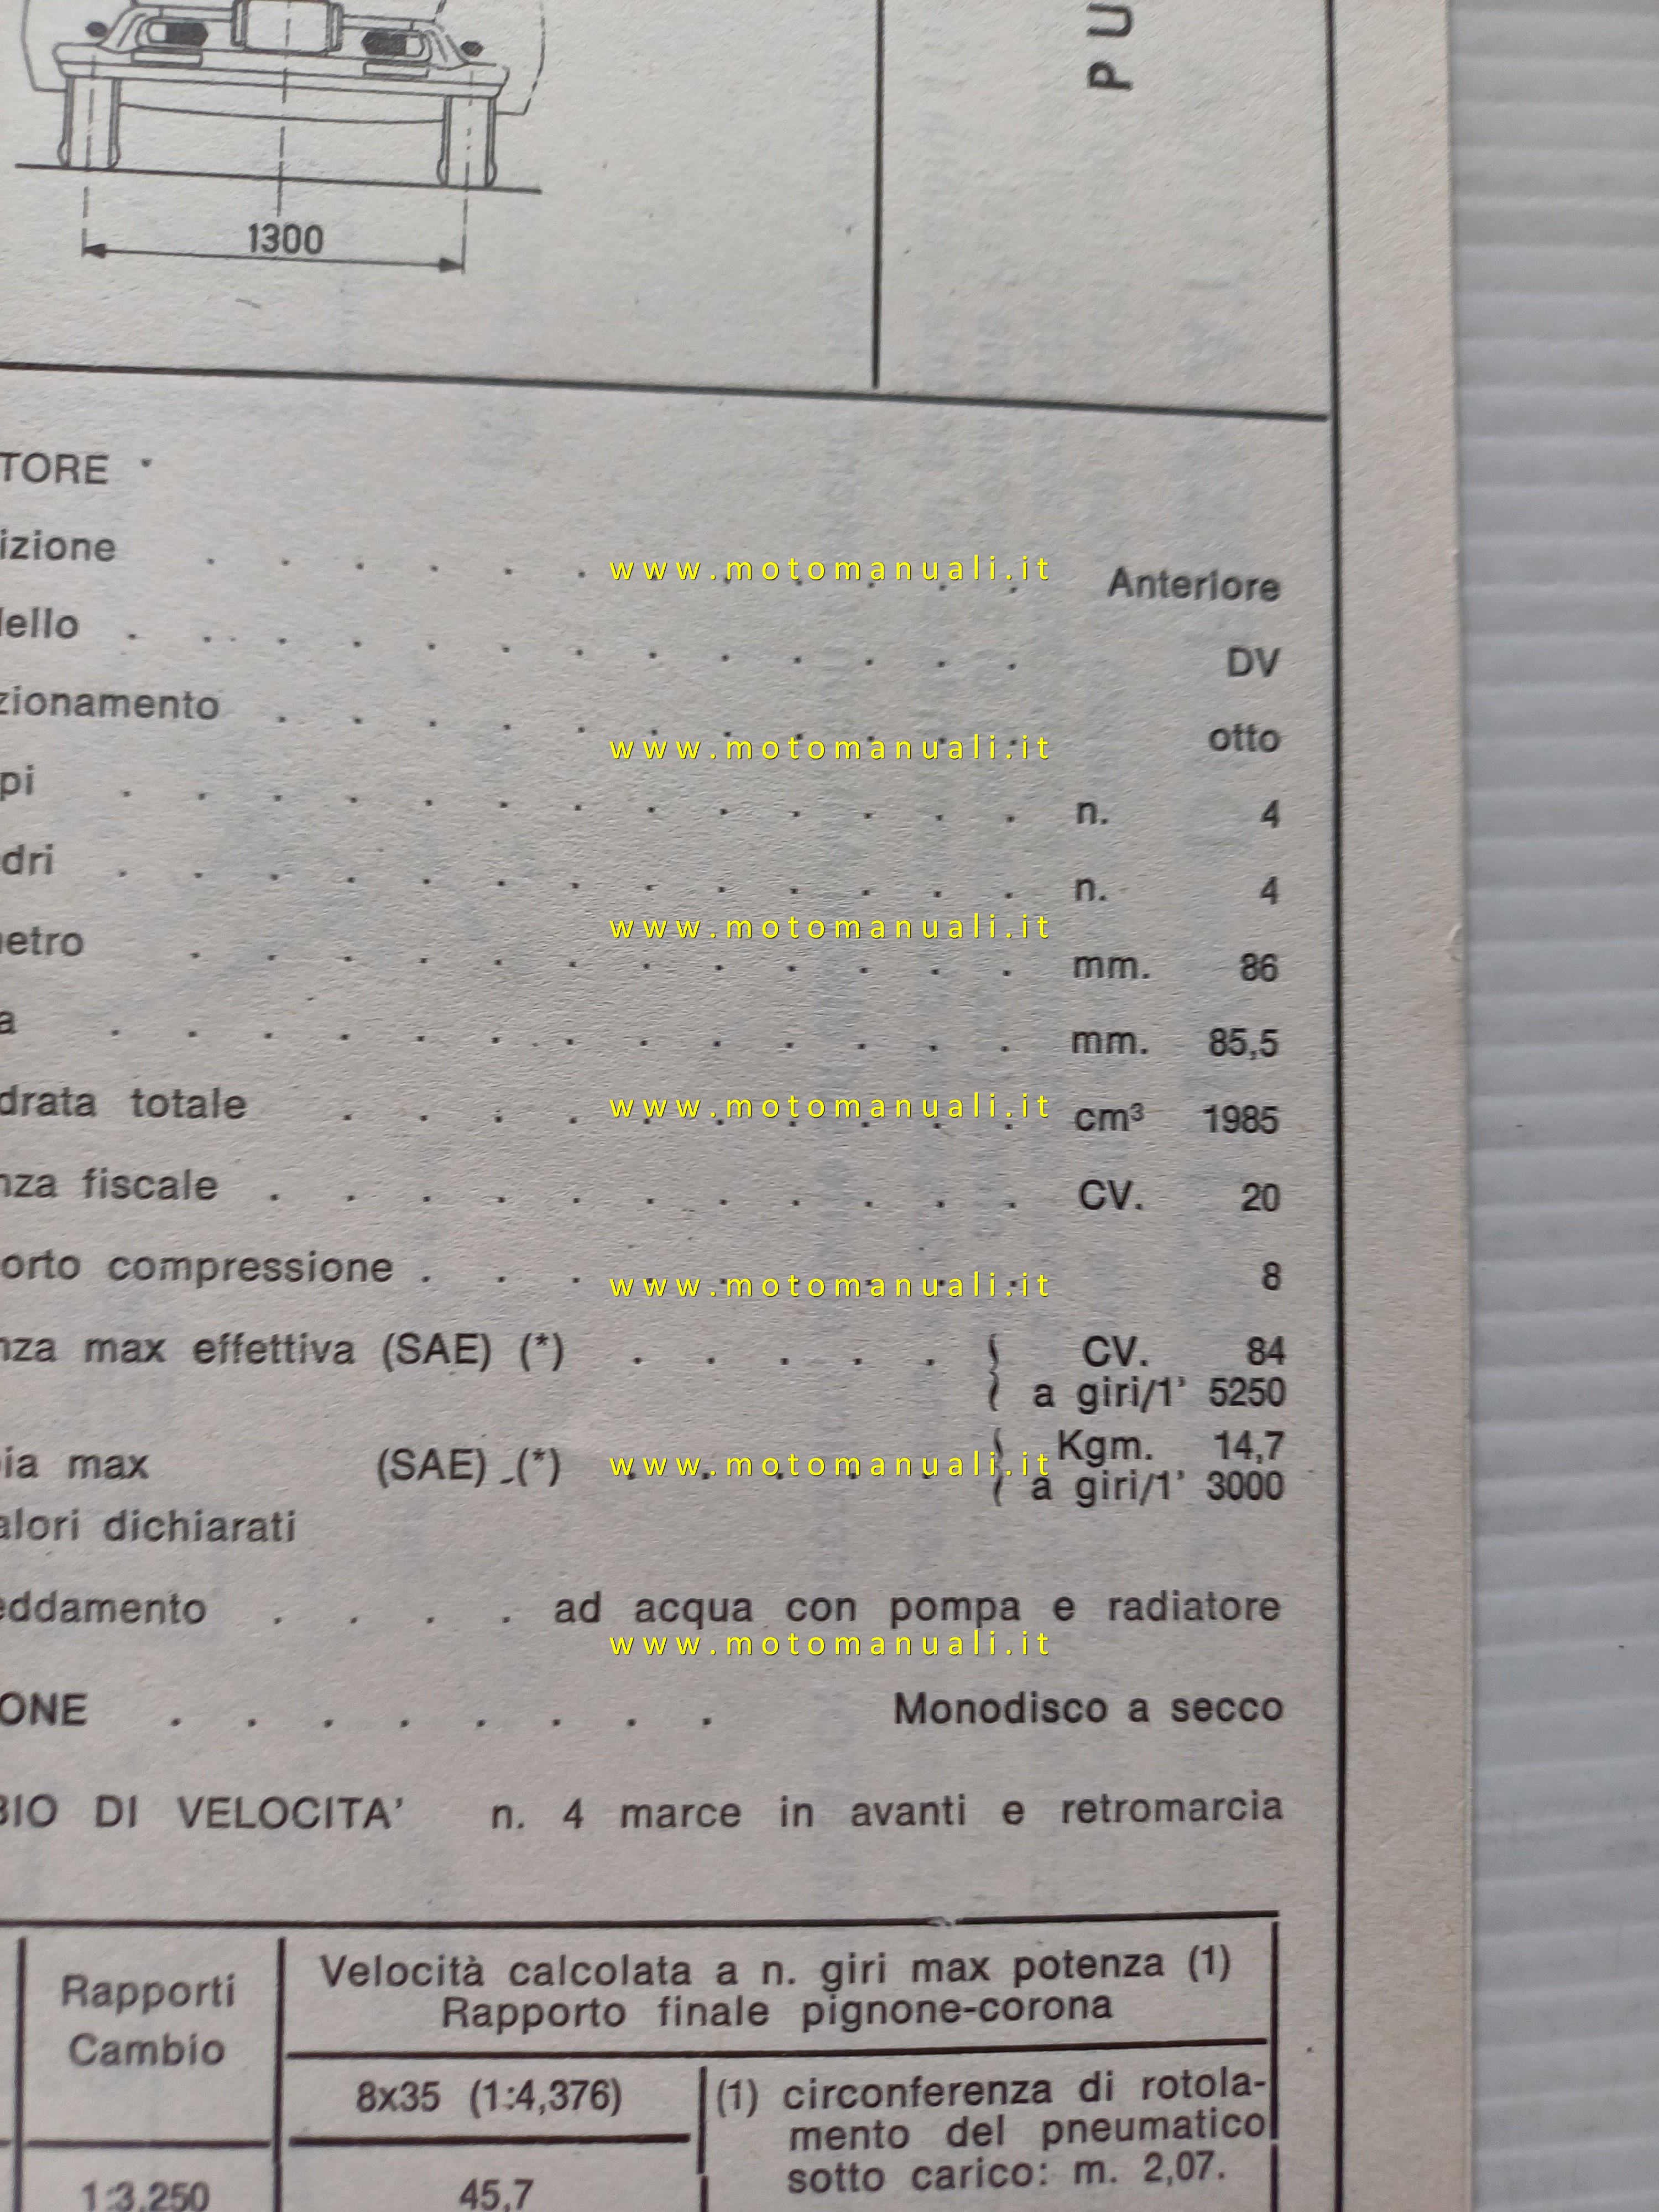 PU
1300
TORE
izione . . . . . . . . . . . Anteriore
www.motomanuali.it
lello . . . . . . . . . . . . . DV
zionamento . . . . . . . . . . . otto
www.motomanuali.it
pi . . . . . . . . . . . . . n. 4
dri . . . . . . . . . . . . . n. 4
www.motomanuali.it
etro . . . . . . . . . . . . mm. 86
a . . . . . . . . . . . . . mm. 85,5
drata totale . . . . . . . . . . cm³ 1985
www.motomanuali.it
nza fiscale . . . . . . . . . . . CV. 20
orto compressione . . . . . . . . . 8
www.motomanuali.it
nza max effettiva (SAE) (*) . . . . . CV. 84
a giri/1' 5250
ia max (SAE) (*) . . . . . Kgm. 14,7
www.motomanuali.it
a giri/1' 3000
alori dichiarati
eddamento . . . . ad acqua con pompa e radiatore
www.motomanuali.it
ONE . . . . . . . . Monodisco a secco
BIO DI VELOCITA' n. 4 marce in avanti e retromarcia
Rapporti
Cambio
Velocità calcolata a n. giri max potenza (1)
Rapporto finale pignone-corona
8x35 (1:4,376)
(1) circonferenza di rotola-
mento del pneumatico
sotto carico: m. 2,07.
1:3,250 45,7